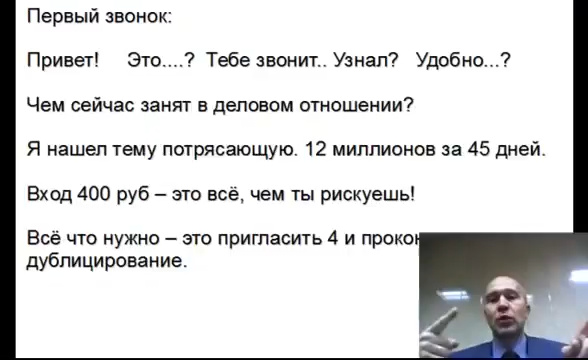 Первый звонок:
Привет! Это....? Тебе звонит.. Узнал? Удобно...?
Чем сейчас занят в деловом отношении?
Я нашел тему потрясающую. 12 миллионов за 45 дней.
Вход 400 руб – это всё, чем ты рискуешь!
Всё что нужно – это пригласить 4 и
дублицирование.